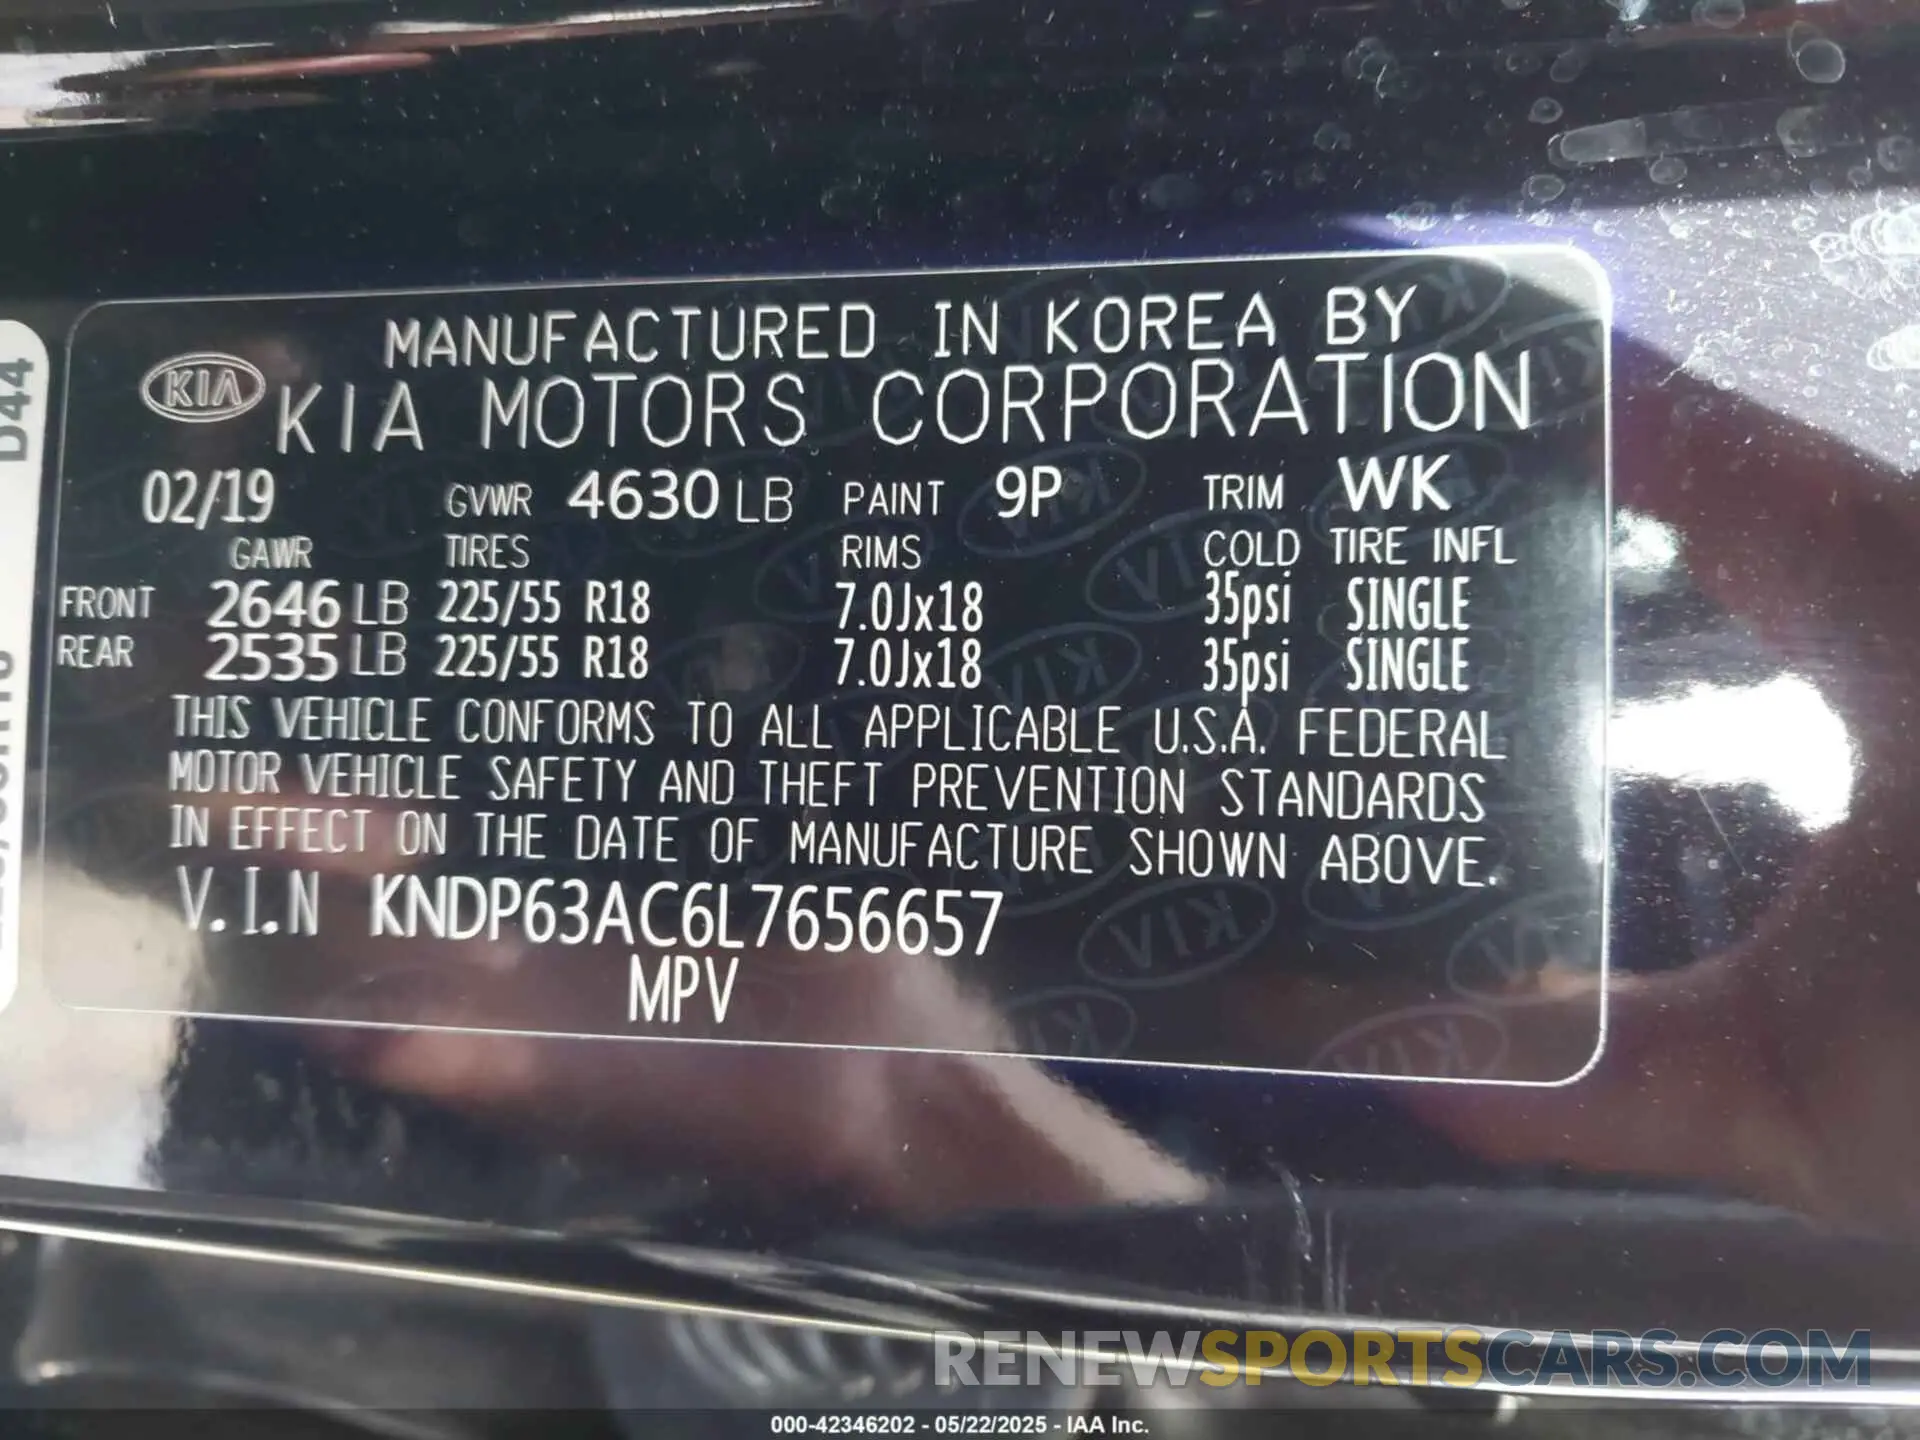 MANUFACTURED IN KOREA BY
KIA KIA MOTORS CORPORATION
02/19 GVWR 4630 LB PAINT 9P TRIM WK
GAWR TIRES RIMS COLD TIRE INFL
FRONT 2646 LB 225/55 R18 7.0Jx18 35psi SINGLE
REAR 2535 LB 225/55 R18 7.0Jx18 35psi SINGLE
THIS VEHICLE CONFORMS TO ALL APPLICABLE U.S.A. FEDERAL
MOTOR VEHICLE SAFETY AND THEFT PREVENTION STANDARDS
IN EFFECT ON THE DATE OF MANUFACTURE SHOWN ABOVE.
V.I.N KNDP63AC6L7656657
MPV
D44
RENEWSPORTSCARS.COM
000-42346202 - 05/22/2025 - IAA Inc.